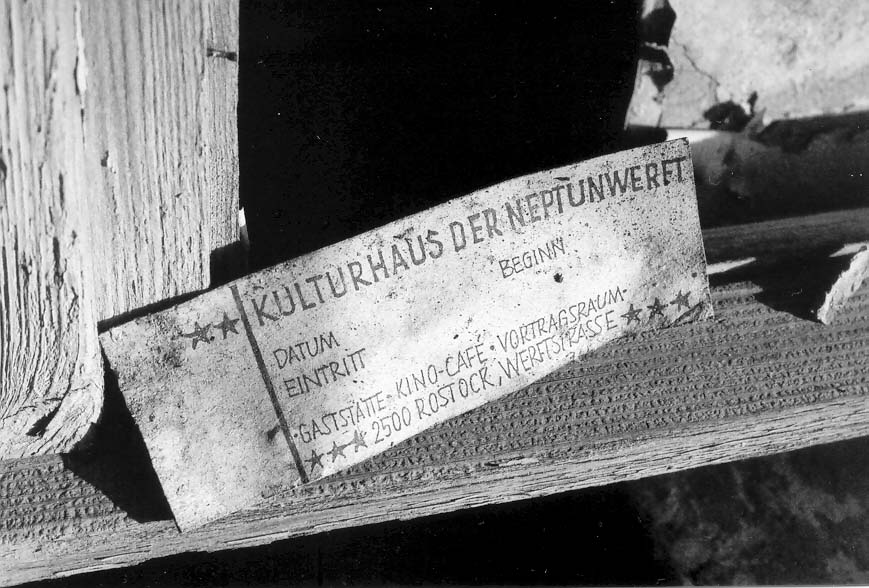 KULTURHAUS DER NEPTUNWERFT
BEGINN
DATUM
EINTRITT
·GASTSTÄTTE·KINO-CAFÉ·VORTRAGSRAUM·
2500 ROSTOCK, WERFTSTRASSE